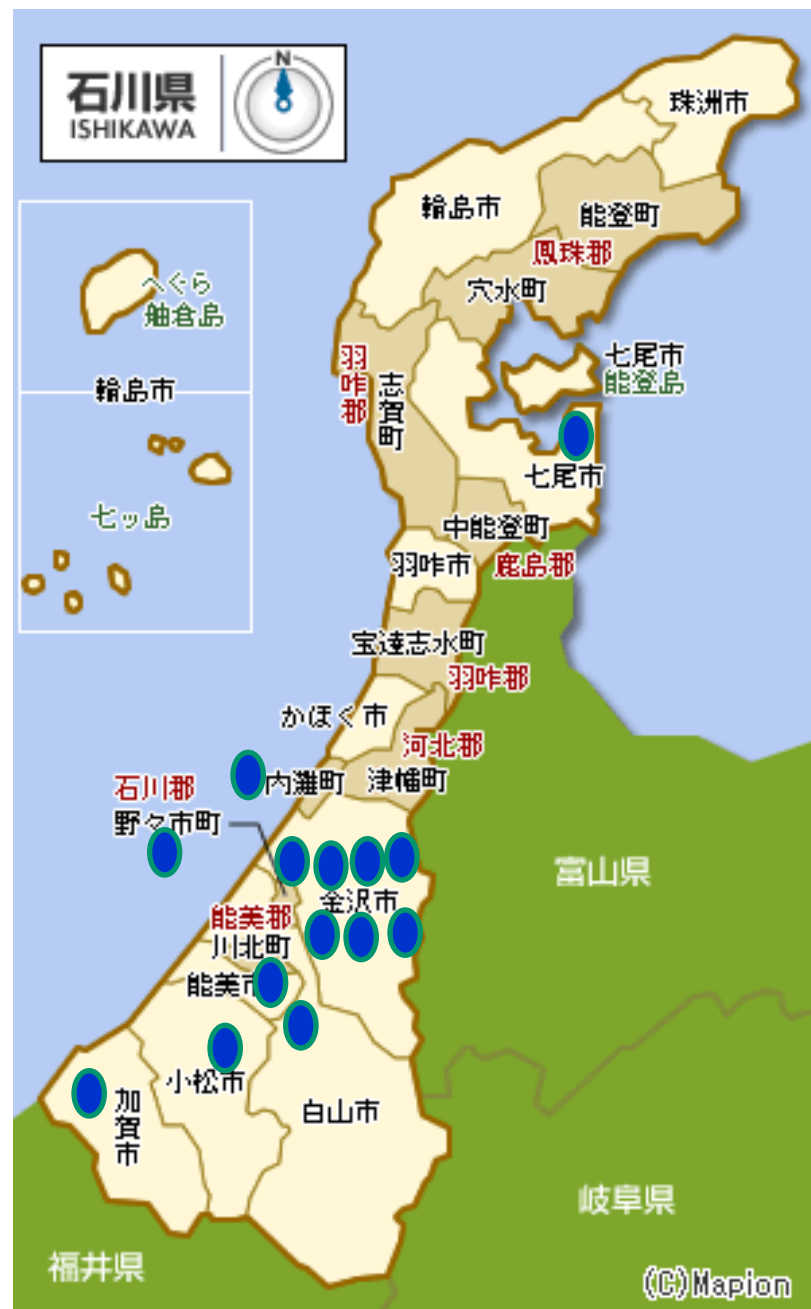 石川県
ISHIKAWA
N
珠洲市
輪島市
能登町
鳳珠郡
穴水町
へぐら
舳倉島
輪島市
七ッ島
羽咋郡
志賀町
七尾市
能登島
七尾市
中能登町
羽咋市
鹿島郡
宝達志水町
羽咋郡
かほく市
河北郡
内灘町
津幡町
石川郡
野々市町
富山県
金沢市
能美郡
川北町
能美市
小松市
加賀市
白山市
岐阜県
福井県
(C)Mapion